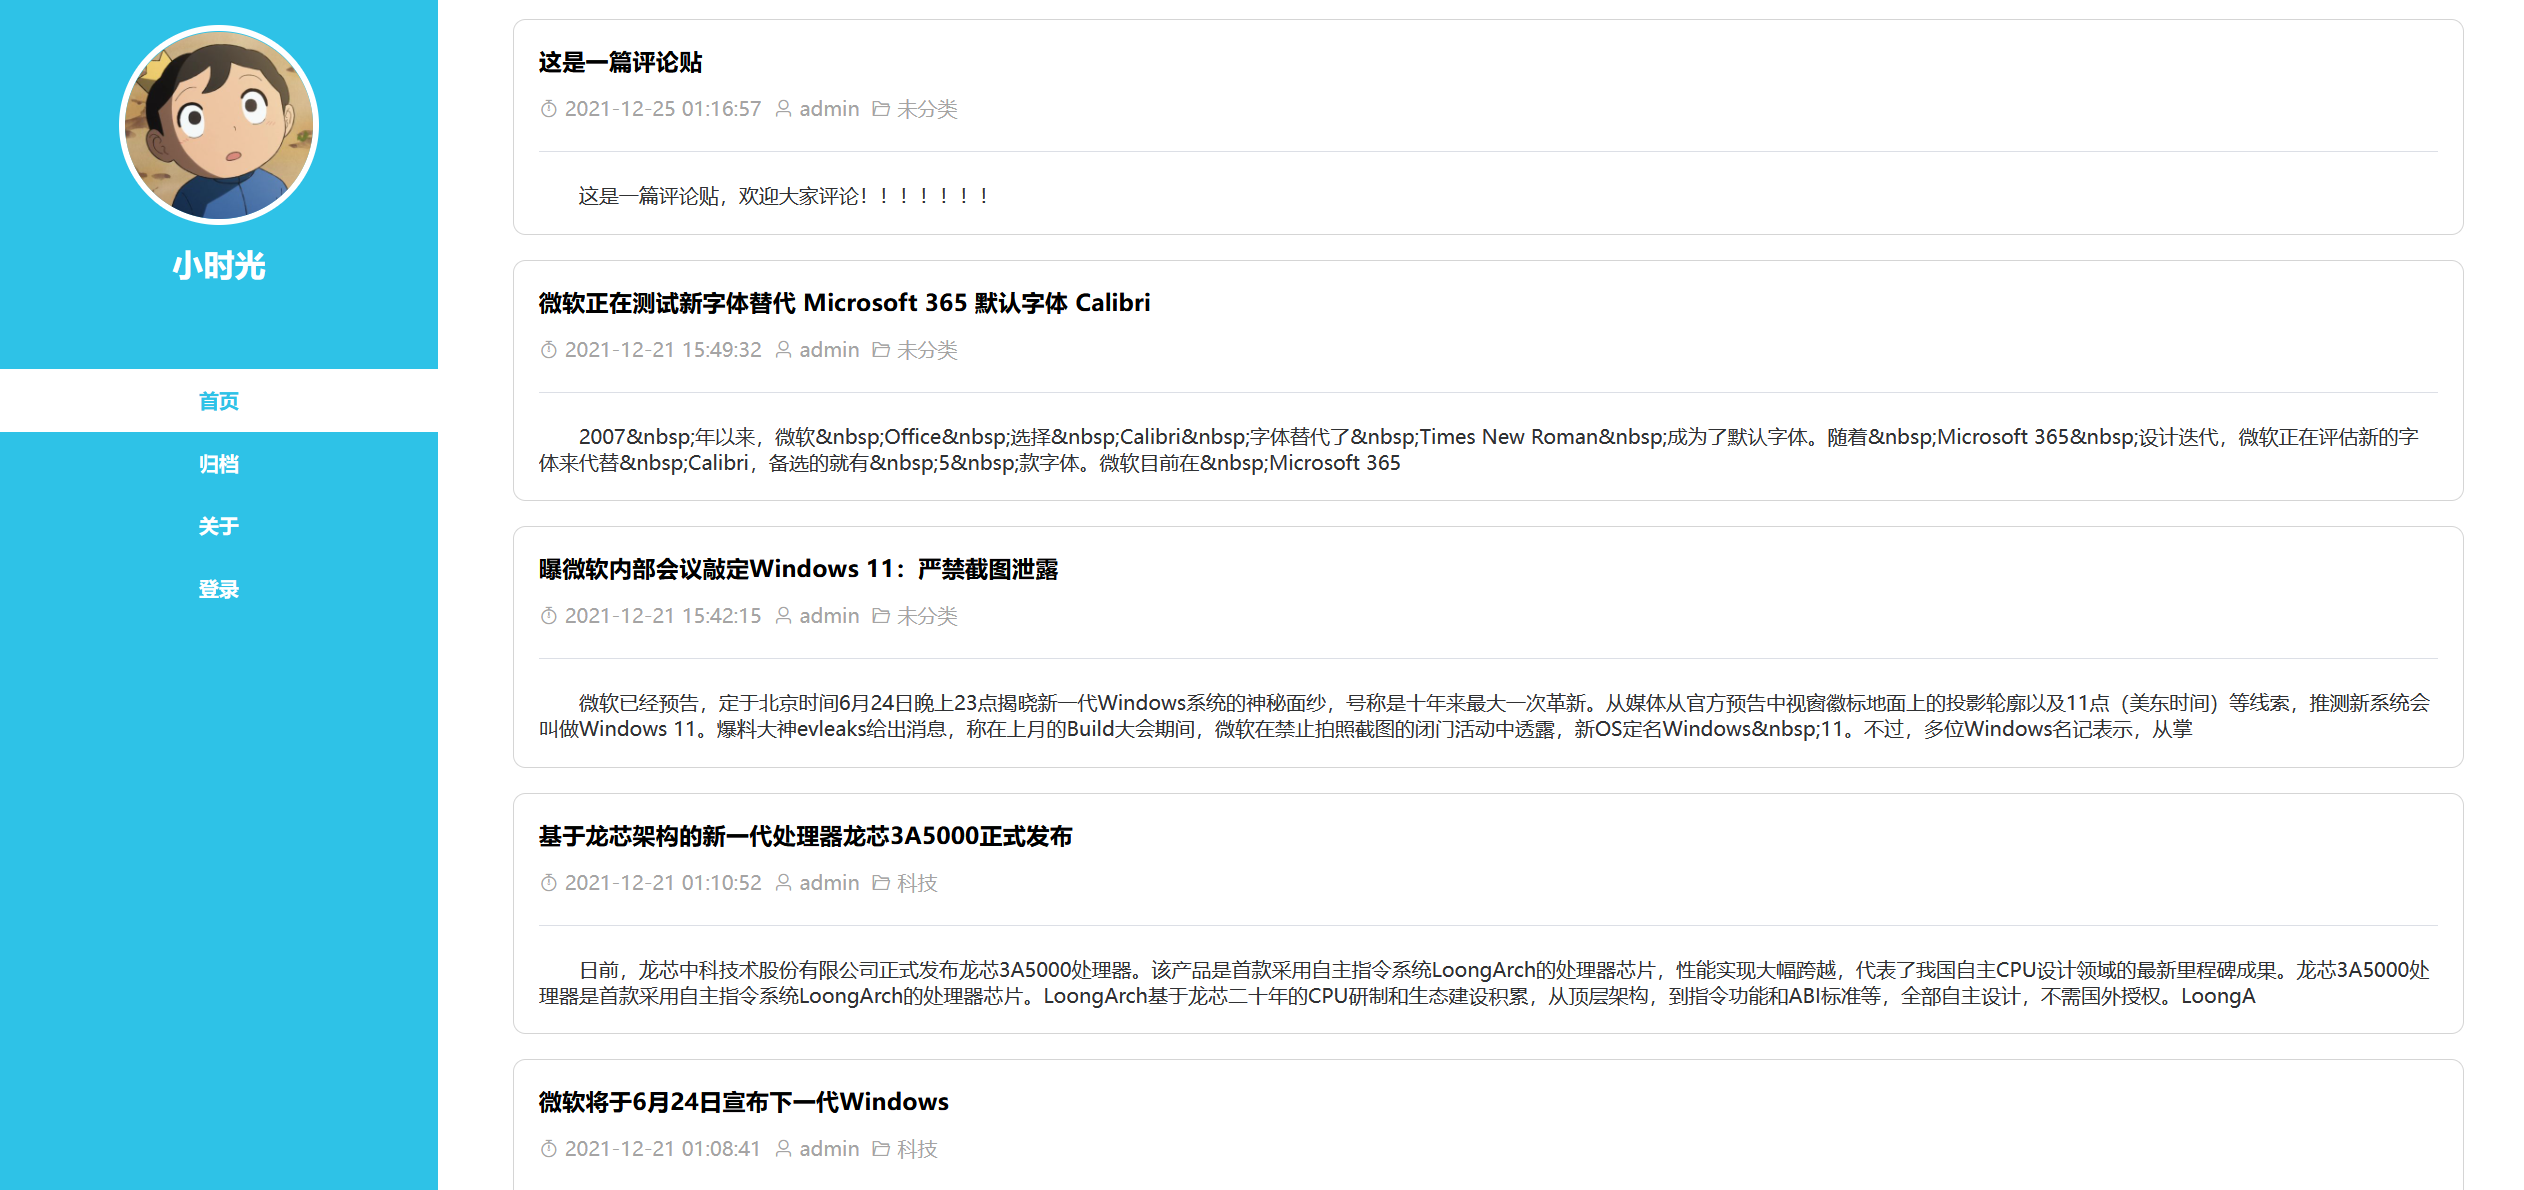 小时光
首页
归档
关于
登录
这是一篇评论贴
2021-12-25 01:16:57 admin 未分类
这是一篇评论贴，欢迎大家评论！！！！！！！
微软正在测试新字体替代 Microsoft 365 默认字体 Calibri
2021-12-21 15:49:32 admin 未分类
2007&nbsp;年以来，微软&nbsp;Office&nbsp;选择&nbsp;Calibri&nbsp;字体替代了&nbsp;Times New Roman&nbsp;成为了默认字体。随着&nbsp;Microsoft 365&nbsp;设计迭代，微软正在评估新的字
体来代替&nbsp;Calibri，备选的就有&nbsp;5&nbsp;款字体。微软目前在&nbsp;Microsoft 365
曝微软内部会议敲定Windows 11：严禁截图泄露
2021-12-21 15:42:15 admin 未分类
微软已经预告，定于北京时间6月24日晚上23点揭晓新一代Windows系统的神秘面纱，号称是十年来最大一次革新。从媒体从官方预告中视窗徽标地面上的投影轮廓以及11点（美东时间）等线索，推测新系统会
叫做Windows 11。爆料大神evleaks给出消息，称在上月的Build大会期间，微软在禁止拍照截图的闭门活动中透露，新OS定名Windows&nbsp;11。不过，多位Windows名记表示，从掌
基于龙芯架构的新一代处理器龙芯3A5000正式发布
2021-12-21 01:10:52 admin 科技
日前，龙芯中科技术股份有限公司正式发布龙芯3A5000处理器。该产品是首款采用自主指令系统LoongArch的处理器芯片，性能实现大幅跨越，代表了我国自主CPU设计领域的最新里程碑成果。龙芯3A5000处
理器是首款采用自主指令系统LoongArch的处理器芯片。LoongArch基于龙芯二十年的CPU研制和生态建设积累，从顶层架构，到指令功能和ABI标准等，全部自主设计，不需国外授权。LoongA
微软将于6月24日宣布下一代Windows
2021-12-21 01:08:41 admin 科技